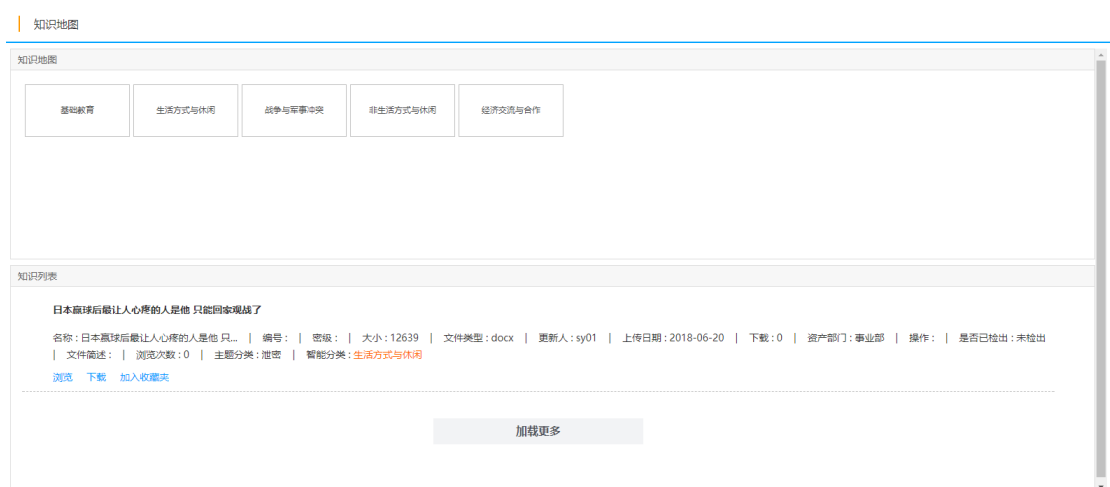 知识地图
知识地图
基础教育 生活方式与休闲 战争与军事冲突 非生活方式与休闲 经济交流与合作
知识列表
日本赢球后最让人心疼的人是他 只能回家观战了
名称 : 日本赢球后最让人心疼的人是他 只... | 编号 : | 密级 : | 大小 : 12639 | 文件类型 : docx | 更新人 : sy01 | 上传日期 : 2018-06-20 | 下载 : 0 | 资产部门 : 事业部 | 操作 : | 是否已检出 : 未检出
| 文件简述 : | 浏览次数 : 0 | 主题分类 : 泄密 | 智能分类 : 生活方式与休闲
浏览 下载 加入收藏夹
加载更多